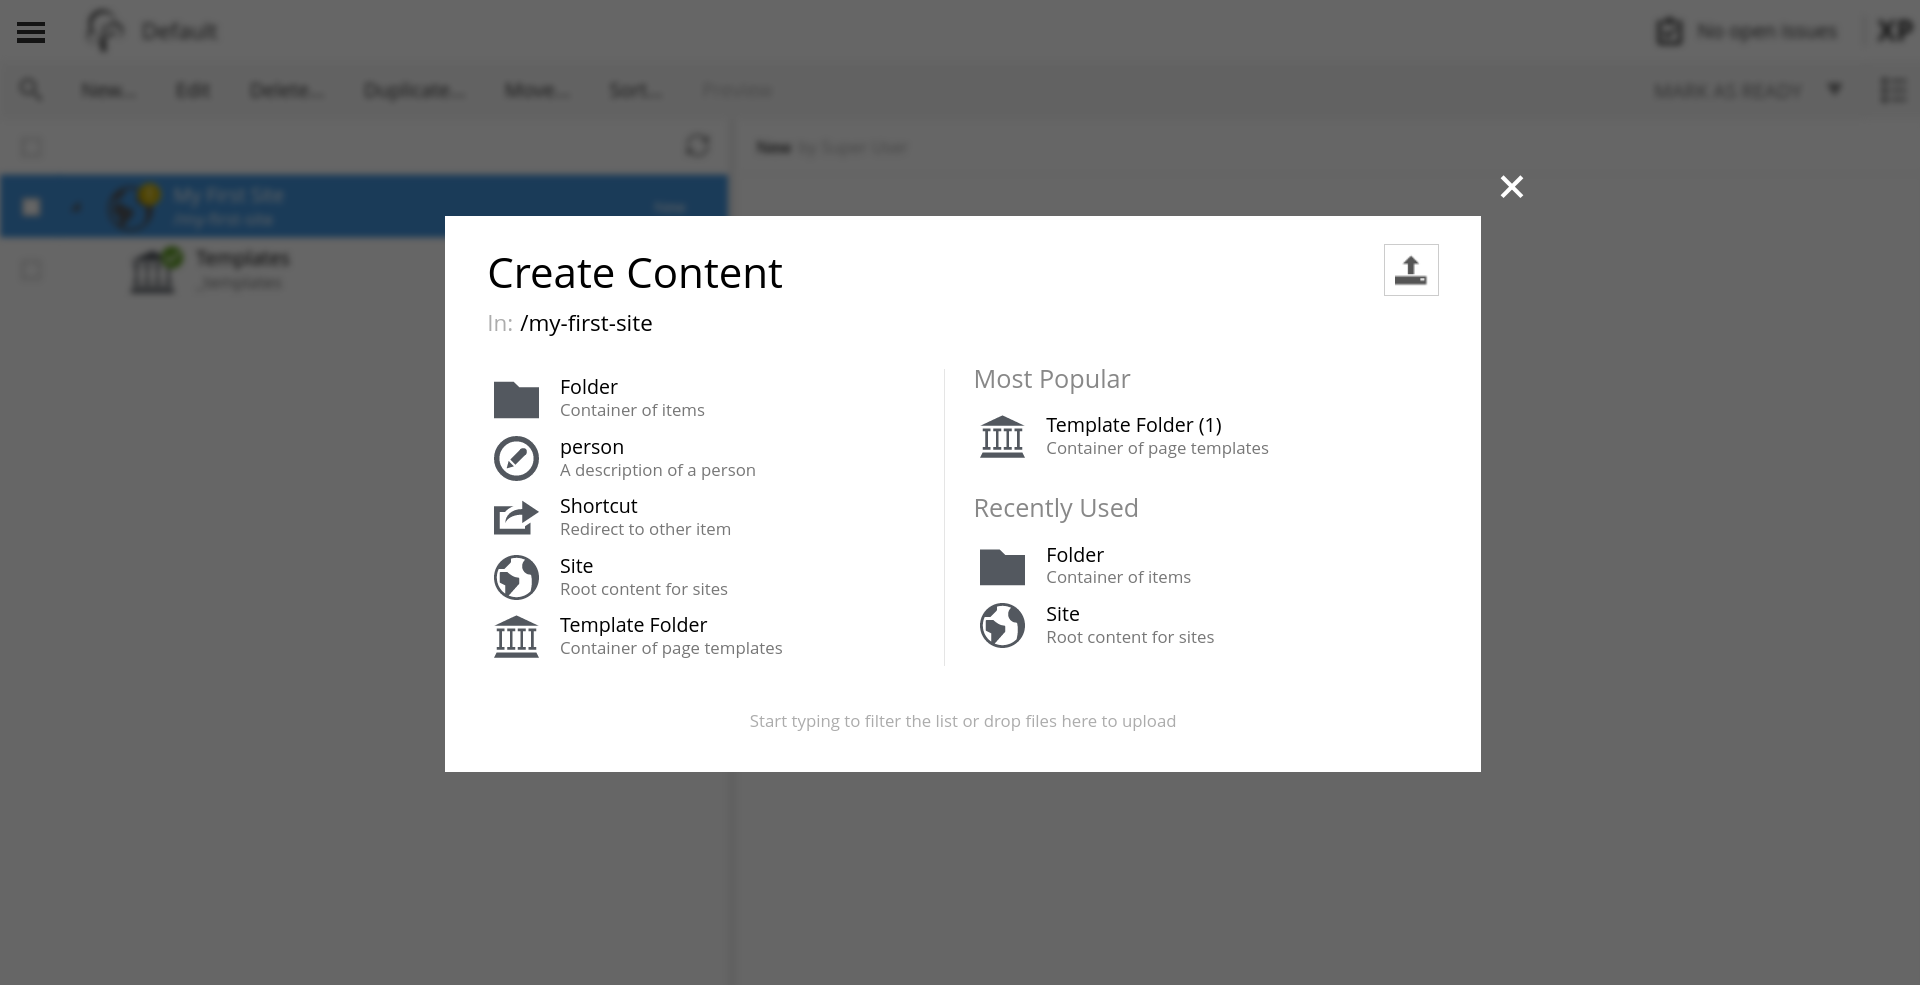 Default
No open issues
XP
New...
Edit
Delete...
Duplicate...
Move...
Sort...
Preview
MARK AS READY
New by Super User
My First Site
/my-first-site
New
Templates
_templates
Create Content
In: /my-first-site
Folder
Container of items
person
A description of a person
Shortcut
Redirect to other item
Site
Root content for sites
Template Folder
Container of page templates
Most Popular
Template Folder (1)
Container of page templates
Recently Used
Folder
Container of items
Site
Root content for sites
Start typing to filter the list or drop files here to upload